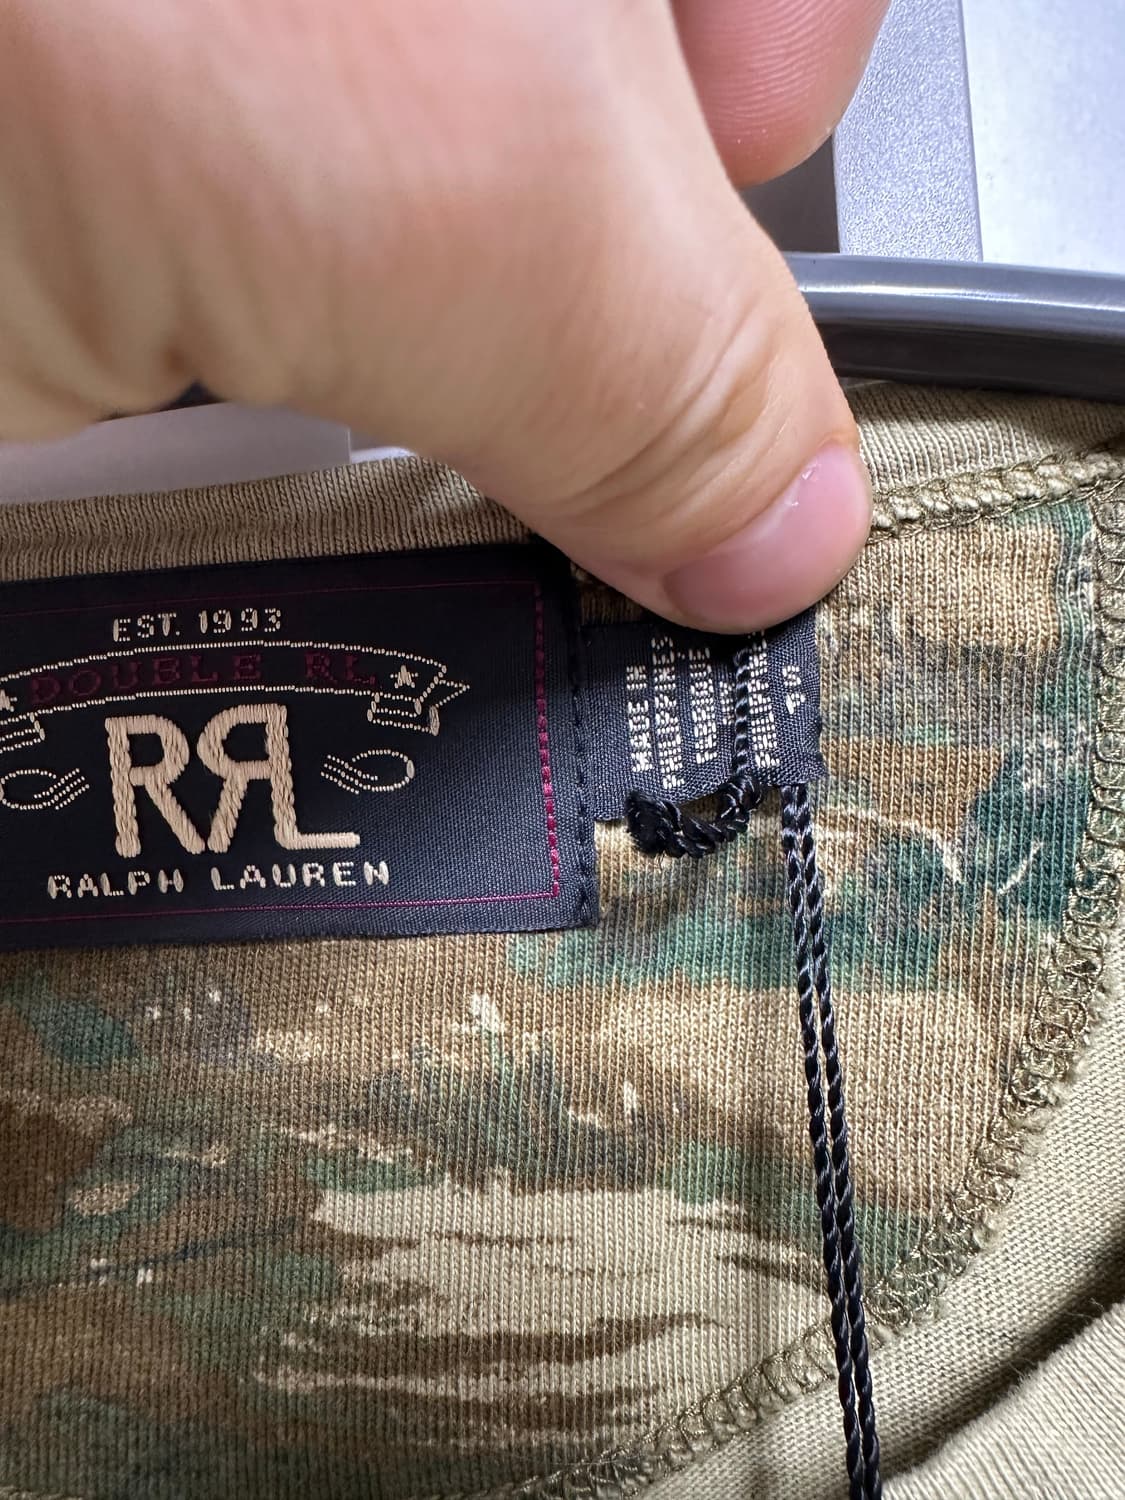 EST. 1993
DOUBLE RL
RRL
RALPH LAUREN
MADE IN
PHILIPPINES